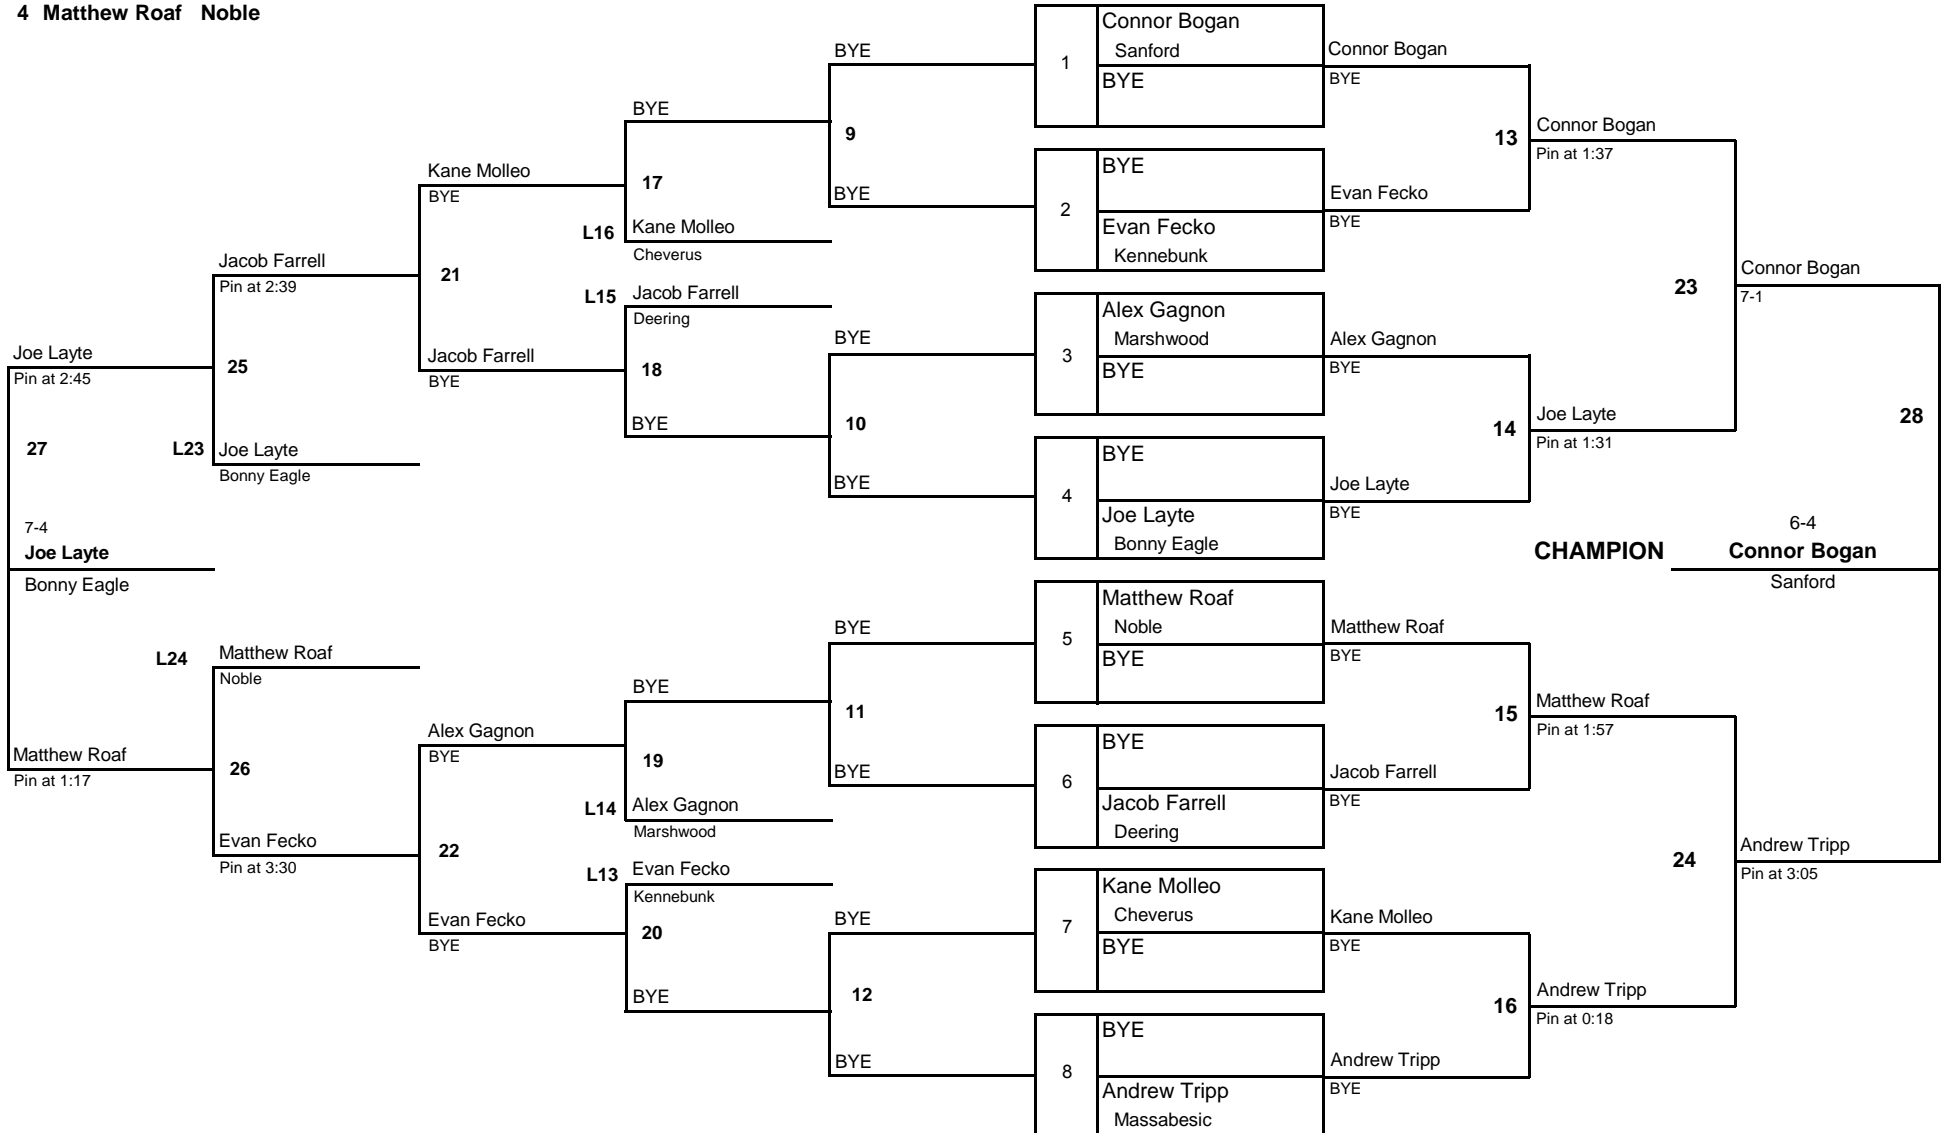 4 Matthew Roaf Noble
Connor Bogan
Sanford
1
BYE
Connor Bogan
BYE
BYE
2
Evan Fecko
Kennebunk
Evan Fecko
BYE
13
Connor Bogan
Pin at 1:37
Alex Gagnon
Marshwood
3
BYE
Alex Gagnon
BYE
BYE
4
Joe Layte
Bonny Eagle
Joe Layte
BYE
14
Joe Layte
Pin at 1:31
23
Connor Bogan
7-1
Matthew Roaf
Noble
5
BYE
Matthew Roaf
BYE
BYE
6
Jacob Farrell
Deering
Jacob Farrell
BYE
15
Matthew Roaf
Pin at 1:57
Kane Molleo
Cheverus
7
BYE
Kane Molleo
BYE
BYE
8
Andrew Tripp
Massabesic
Andrew Tripp
BYE
16
Andrew Tripp
Pin at 0:18
24
Andrew Tripp
Pin at 3:05
28
6-4
CHAMPION Connor Bogan
Sanford
BYE
9
BYE
BYE
17
L16 Kane Molleo
Cheverus
Kane Molleo
BYE
21
L15 Jacob Farrell
Deering
18
BYE
BYE
10
BYE
Jacob Farrell
BYE
Jacob Farrell
Pin at 2:39
25
L23 Joe Layte
Bonny Eagle
Joe Layte
Pin at 2:45
27
7-4
Joe Layte
Bonny Eagle
BYE
11
BYE
BYE
19
L14 Alex Gagnon
Marshwood
Alex Gagnon
BYE
22
L13 Evan Fecko
Kennebunk
20
BYE
BYE
12
BYE
Evan Fecko
BYE
L24 Matthew Roaf
Noble
26
Evan Fecko
Pin at 3:30
Matthew Roaf
Pin at 1:17